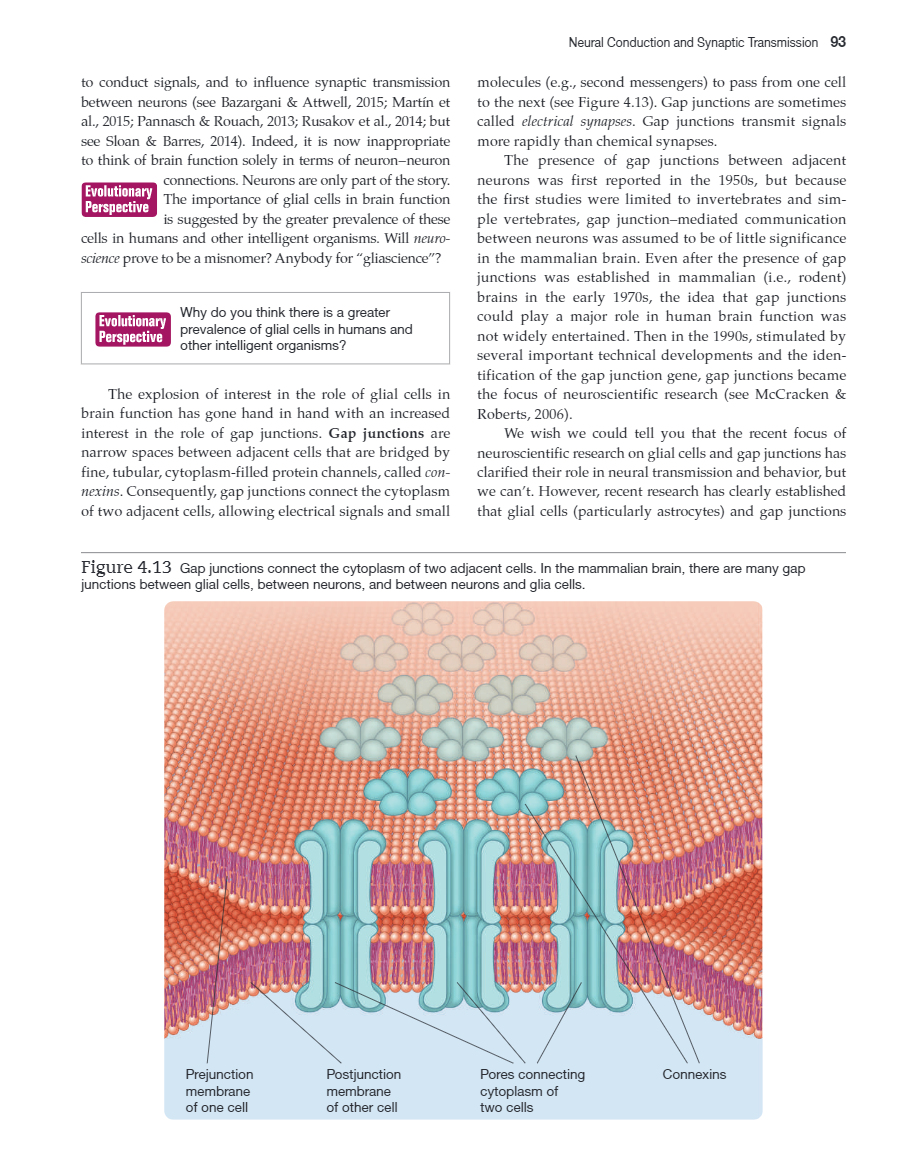 Neural Conduction and Synaptic Transmission 93
to conduct signals, and to influence synaptic transmission
between neurons (see Bazargani & Attwell, 2015; Martín et
al., 2015; Pannasch & Rouach, 2013; Rusakov et al., 2014; but
see Sloan & Barres, 2014). Indeed, it is now inappropriate
to think of brain function solely in terms of neuron–neuron
connections. Neurons are only part of the story.
Evolutionary
Perspective
The importance of glial cells in brain function
is suggested by the greater prevalence of these
cells in humans and other intelligent organisms. Will neuro-
science prove to be a misnomer? Anybody for “gliascience”?
Evolutionary
Perspective
Why do you think there is a greater
prevalence of glial cells in humans and
other intelligent organisms?
The explosion of interest in the role of glial cells in
brain function has gone hand in hand with an increased
interest in the role of gap junctions. Gap junctions are
narrow spaces between adjacent cells that are bridged by
fine, tubular, cytoplasm-filled protein channels, called con-
nexins. Consequently, gap junctions connect the cytoplasm
of two adjacent cells, allowing electrical signals and small
molecules (e.g., second messengers) to pass from one cell
to the next (see Figure 4.13). Gap junctions are sometimes
called electrical synapses. Gap junctions transmit signals
more rapidly than chemical synapses.
The presence of gap junctions between adjacent
neurons was first reported in the 1950s, but because
the first studies were limited to invertebrates and sim-
ple vertebrates, gap junction–mediated communication
between neurons was assumed to be of little significance
in the mammalian brain. Even after the presence of gap
junctions was established in mammalian (i.e., rodent)
brains in the early 1970s, the idea that gap junctions
could play a major role in human brain function was
not widely entertained. Then in the 1990s, stimulated by
several important technical developments and the iden-
tification of the gap junction gene, gap junctions became
the focus of neuroscientific research (see McCracken &
Roberts, 2006).
We wish we could tell you that the recent focus of
neuroscientific research on glial cells and gap junctions has
clarified their role in neural transmission and behavior, but
we can’t. However, recent research has clearly established
that glial cells (particularly astrocytes) and gap junctions
Figure 4.13 Gap junctions connect the cytoplasm of two adjacent cells. In the mammalian brain, there are many gap
junctions between glial cells, between neurons, and between neurons and glia cells.
Prejunction
membrane
of one cell
Postjunction
membrane
of other cell
Pores connecting
cytoplasm of
two cells
Connexins